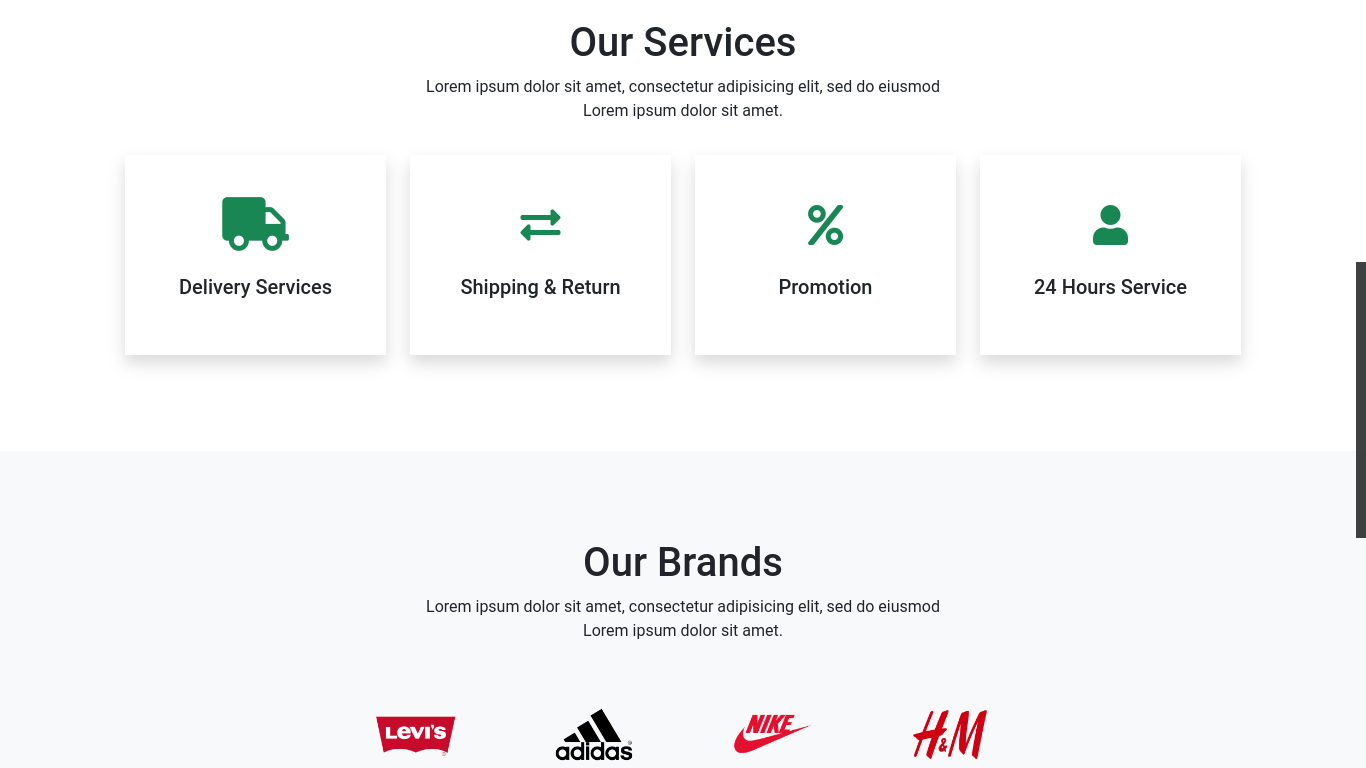 Our Services
Lorem ipsum dolor sit amet, consectetur adipisicing elit, sed do eiusmod
Lorem ipsum dolor sit amet.
Delivery Services
Shipping & Return
Promotion
24 Hours Service
Our Brands
Lorem ipsum dolor sit amet, consectetur adipisicing elit, sed do eiusmod
Lorem ipsum dolor sit amet.
Levi's
adidas
NIKE
H&M